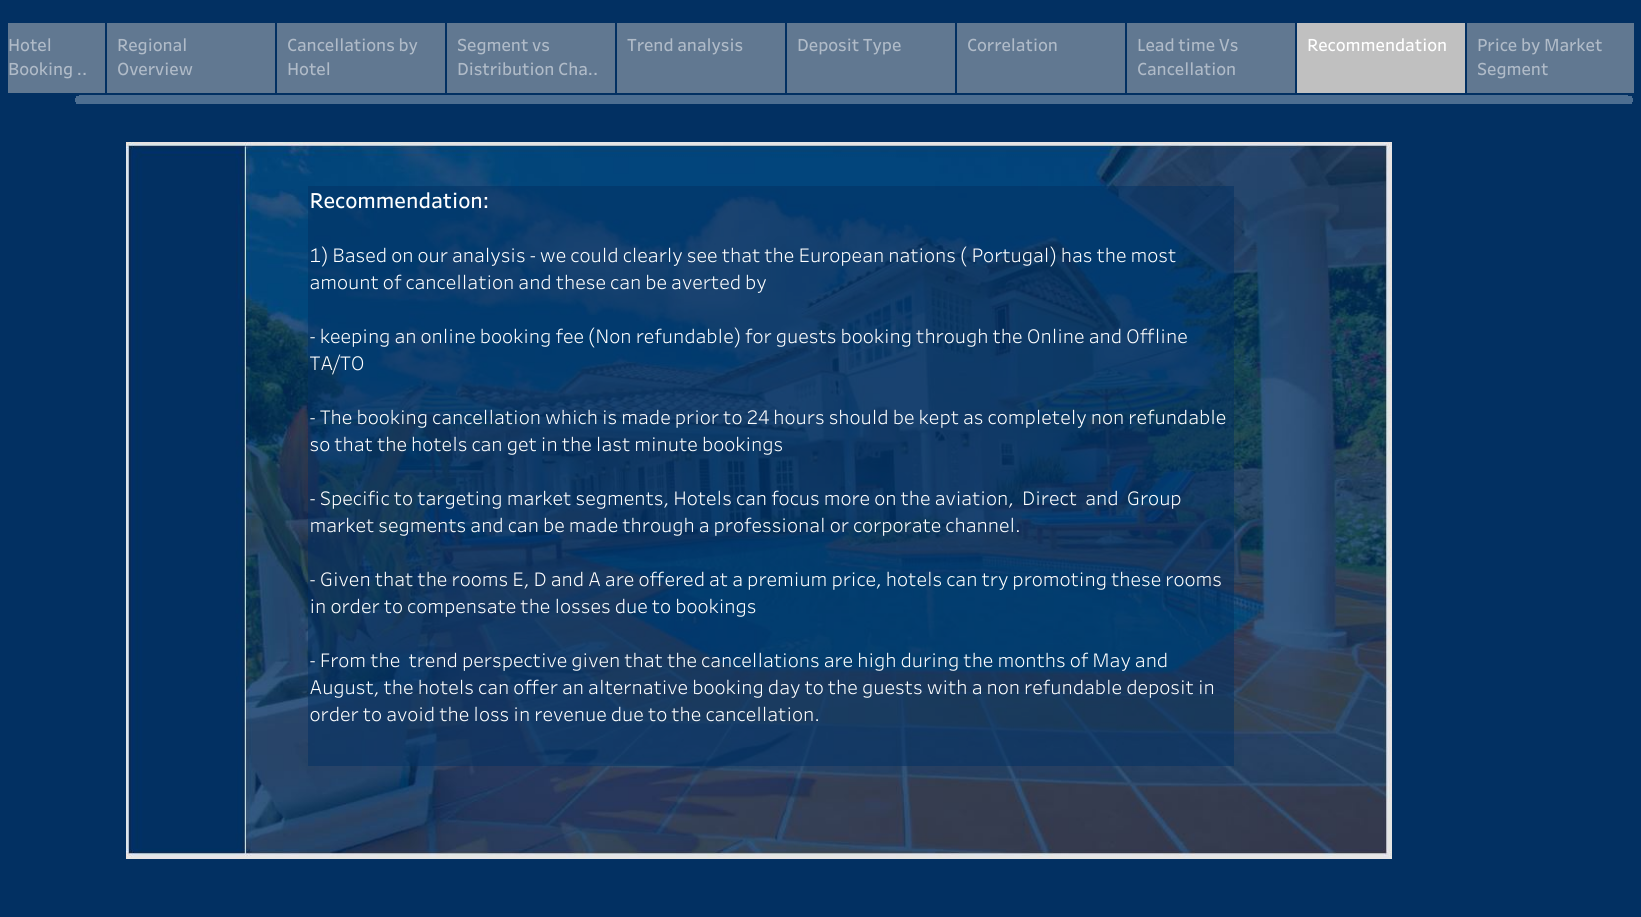 Hotel
Booking ..
Regional
Overview
Cancellations by
Hotel
Segment vs
Distribution Cha..
Trend analysis
Deposit Type
Correlation
Lead time Vs
Cancellation
Recommendation
Price by Market
Segment
Recommendation:
1) Based on our analysis - we could clearly see that the European nations ( Portugal) has the most
amount of cancellation and these can be averted by
- keeping an online booking fee (Non refundable) for guests booking through the Online and Offline
TA/TO
- The booking cancellation which is made prior to 24 hours should be kept as completely non refundable
so that the hotels can get in the last minute bookings
- Specific to targeting market segments, Hotels can focus more on the aviation,  Direct  and  Group
market segments and can be made through a professional or corporate channel.
- Given that the rooms E, D and A are offered at a premium price, hotels can try promoting these rooms
in order to compensate the losses due to bookings
- From the  trend perspective given that the cancellations are high during the months of May and
August, the hotels can offer an alternative booking day to the guests with a non refundable deposit in
order to avoid the loss in revenue due to the cancellation.